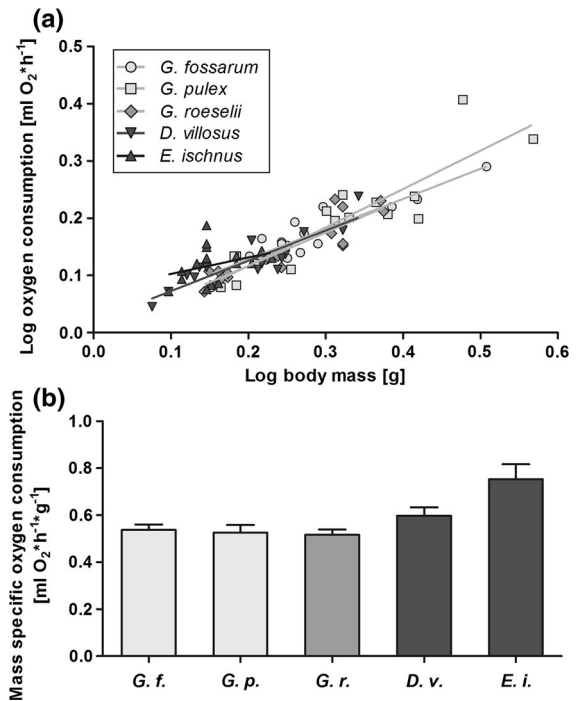 (a)
Log oxygen consumption [ml O₂*h⁻¹]
0.5
0.4
0.3
0.2
0.1
0.0
G. fossarum
G. pulex
G. roeselii
D. villosus
E. ischnus
0.0 0.1 0.2 0.3 0.4 0.5 0.6
Log body mass [g]
(b)
Mass specific oxygen consumption
[ml O₂*h⁻¹*g⁻¹]
1.0
0.8
0.6
0.4
0.2
0.0
G. f. G. p. G. r. D. v. E. i.